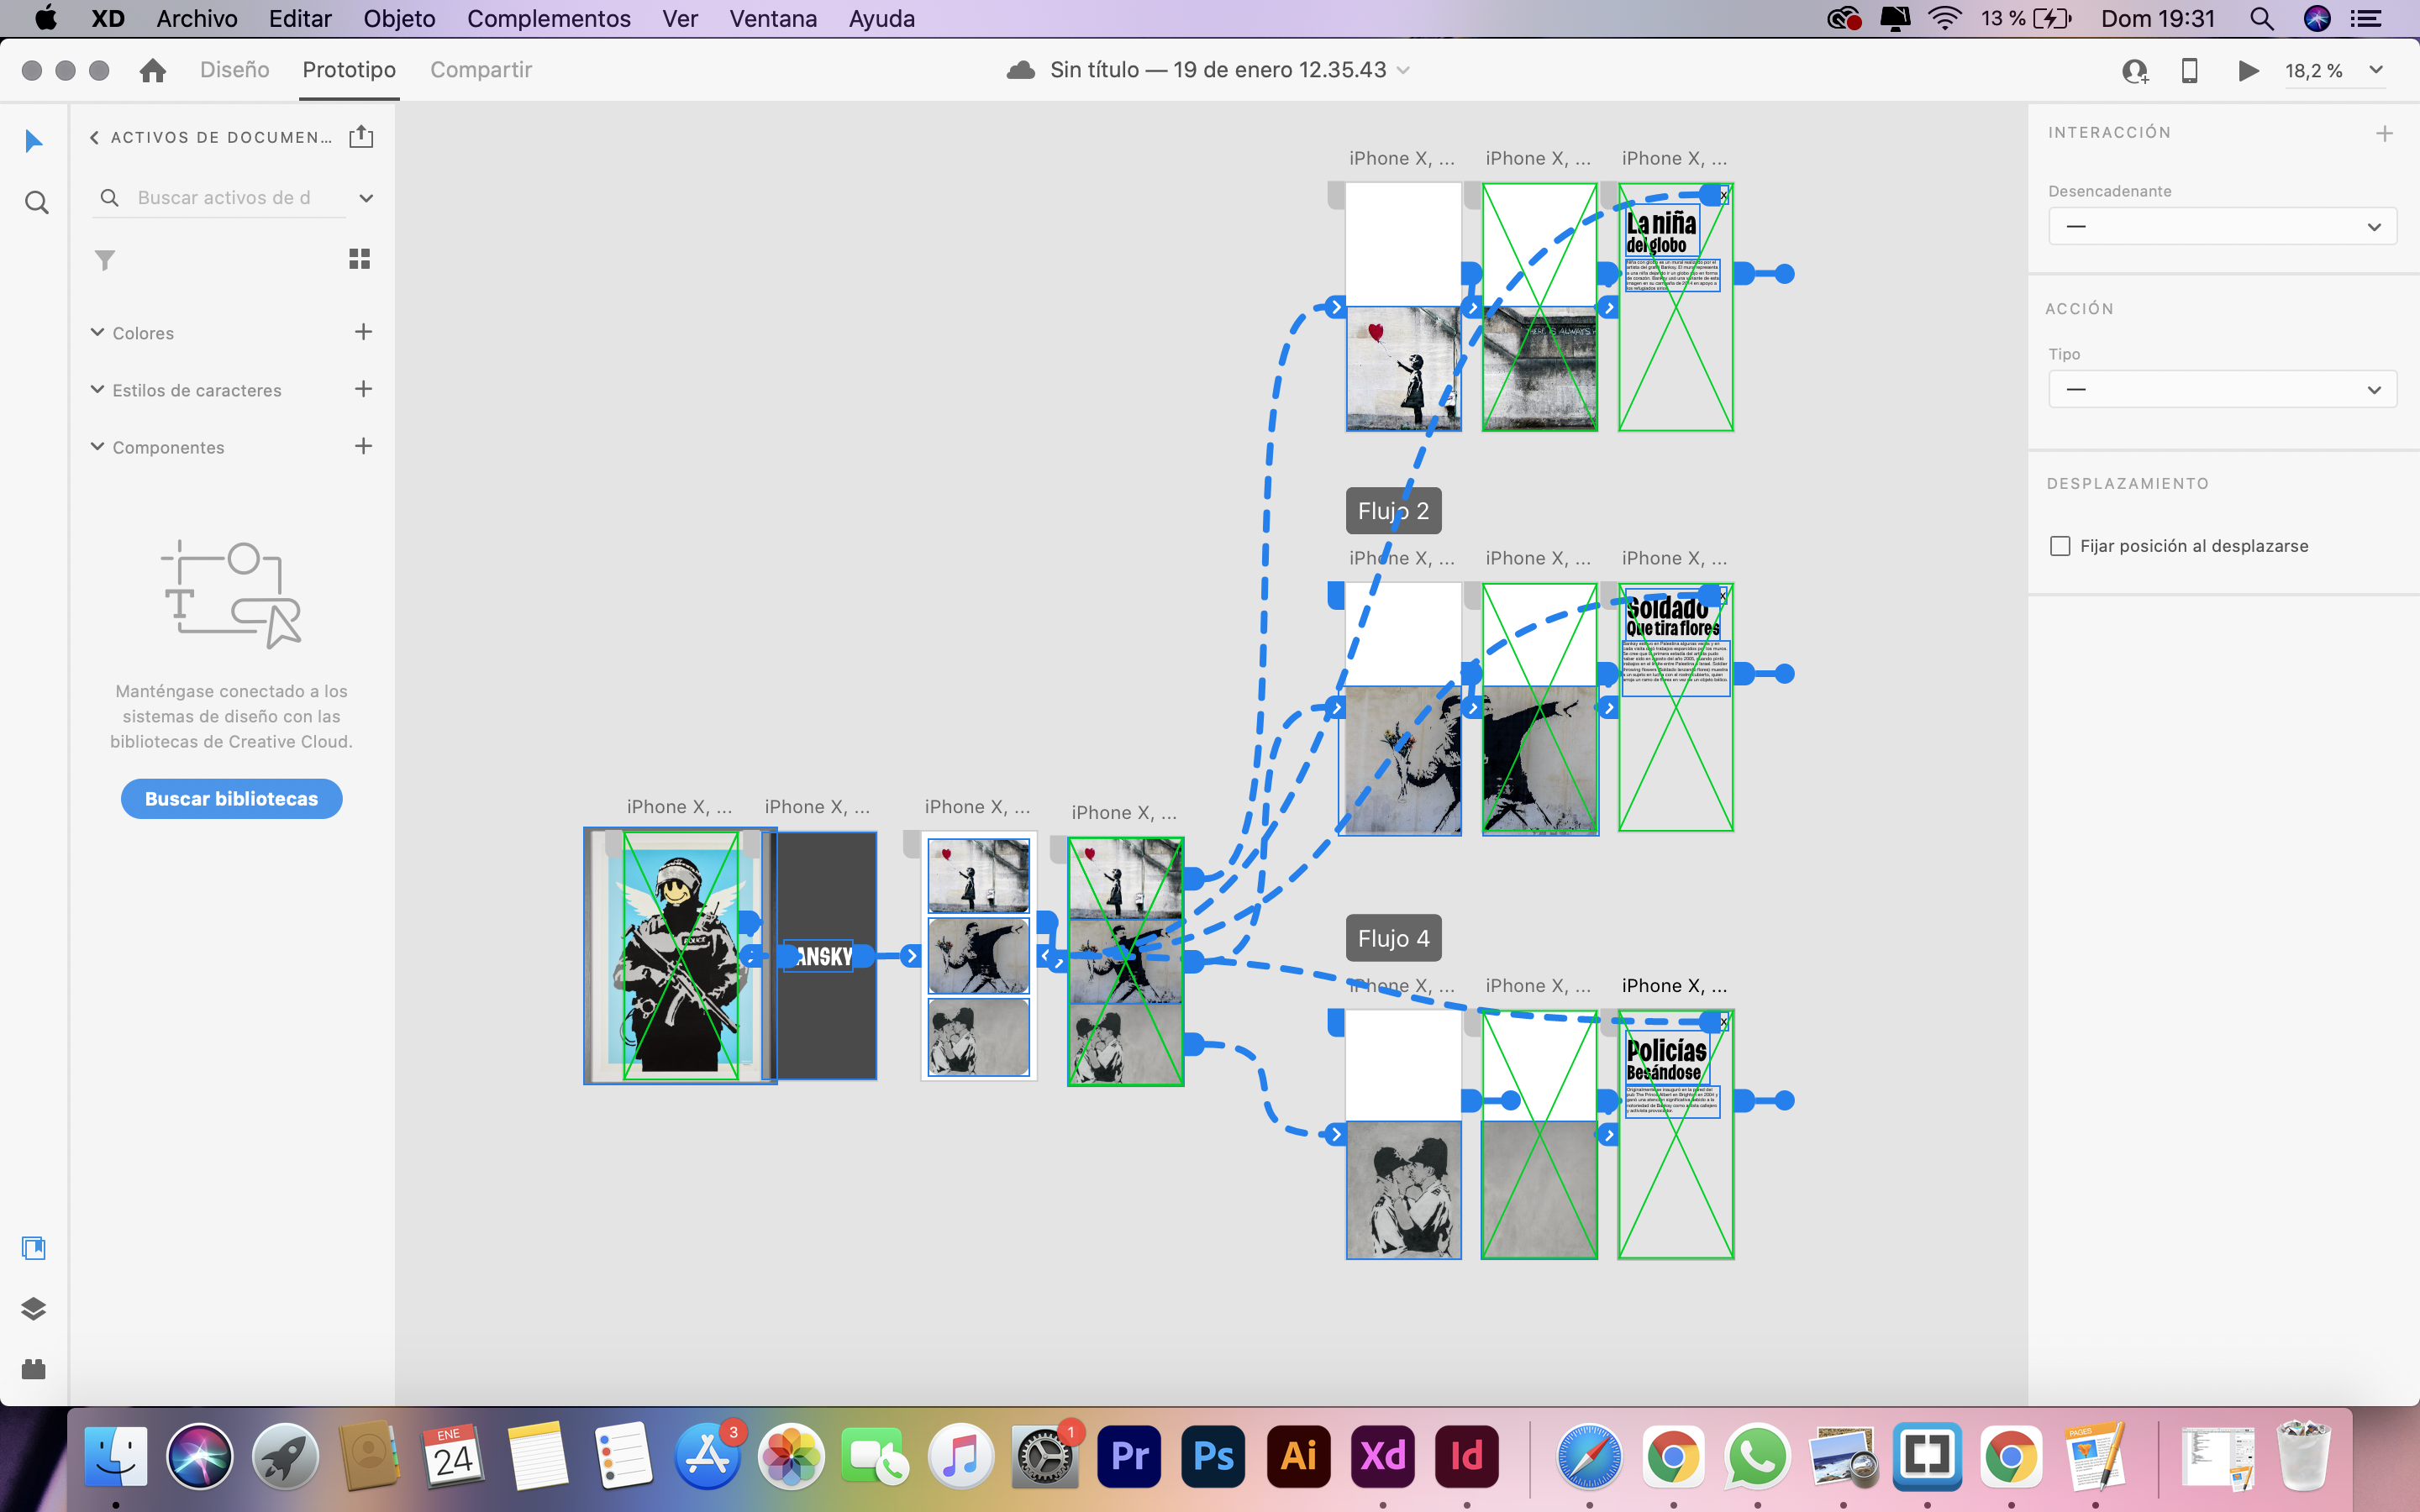 XD Archivo Editar Objeto Complementos Ver Ventana Ayuda
13 % Dom 19:31
Diseño Prototipo Compartir
Sin título — 19 de enero 12.35.43
18,2 %
ACTIVOS DE DOCUMEN...
Buscar activos de d
Colores
Estilos de caracteres
Componentes
Manténgase conectado a los
sistemas de diseño con las
bibliotecas de Creative Cloud.
Buscar bibliotecas
iPhone X, ... iPhone X, ... iPhone X, ...
La niña
del globo
Flujo 2
iPhone X, ... iPhone X, ... iPhone X, ...
Soldado
Que tira flores
iPhone X, ... iPhone X, ... iPhone X, ... iPhone X, ...
POLICE
ANSKY
Flujo 4
iPhone X, ... iPhone X, ... iPhone X, ...
Policías
Besándose
INTERACCIÓN
Desencadenante
—
ACCIÓN
Tipo
—
DESPLAZAMIENTO
Fijar posición al desplazarse
ENE
24
3
1
Pr Ps Ai Xd Id
PAGES